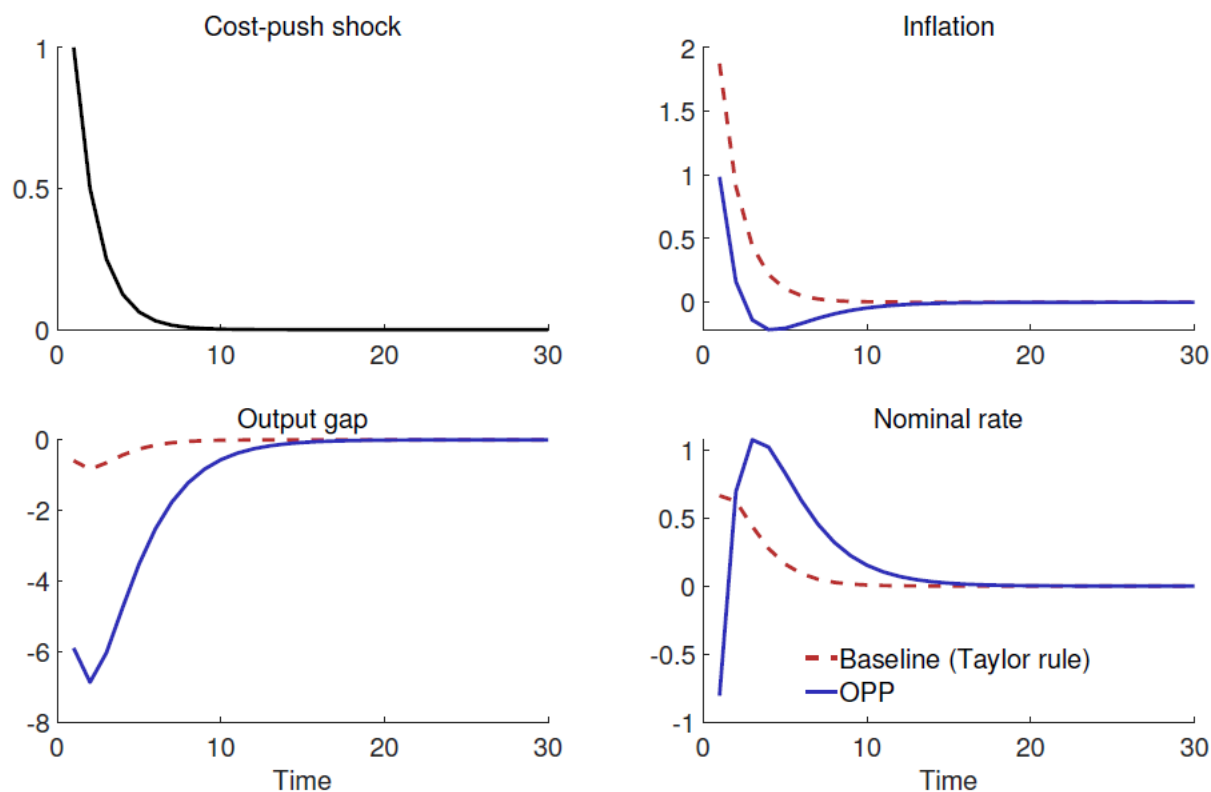 Cost-push shock
1
0.5
0
0 10 20 30
Inflation
2
1.5
1
0.5
0
0 10 20 30
Output gap
0
-2
-4
-6
-8
0 10 20 30
Time
Nominal rate
1
0.5
0
-0.5
-1
Baseline (Taylor rule)
OPP
0 10 20 30
Time